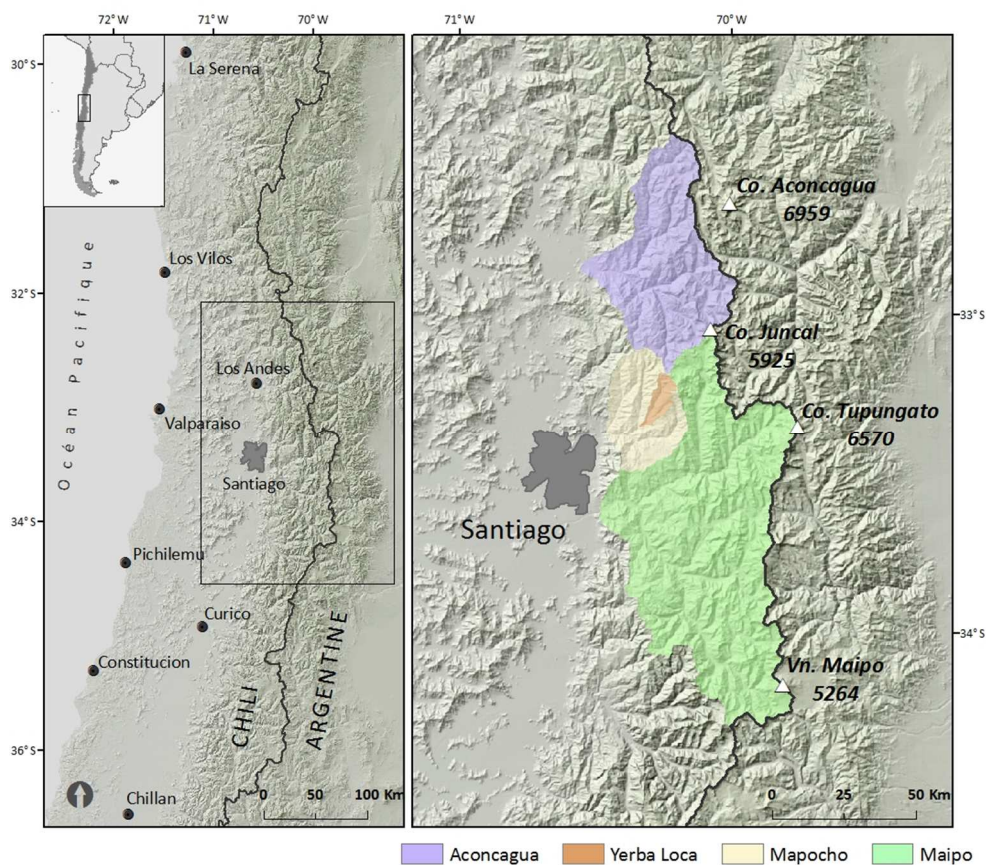 72°W
71°W
70°W
30°S
32°S
34°S
36°S
La Serena
Los Vilos
Océan Pacifique
Los Andes
Valparaiso
Santiago
Pichilemu
Curico
Constitucion
CHILI
ARGENTINE
Chillan
0 50 100 Km
71°W
70°W
33°S
34°S
Co. Aconcagua
6959
Co. Juncal
5925
Co. Tupungato
6570
Santiago
Vn. Maipo
5264
0 25 50 Km
Aconcagua
Yerba Loca
Mapocho
Maipo